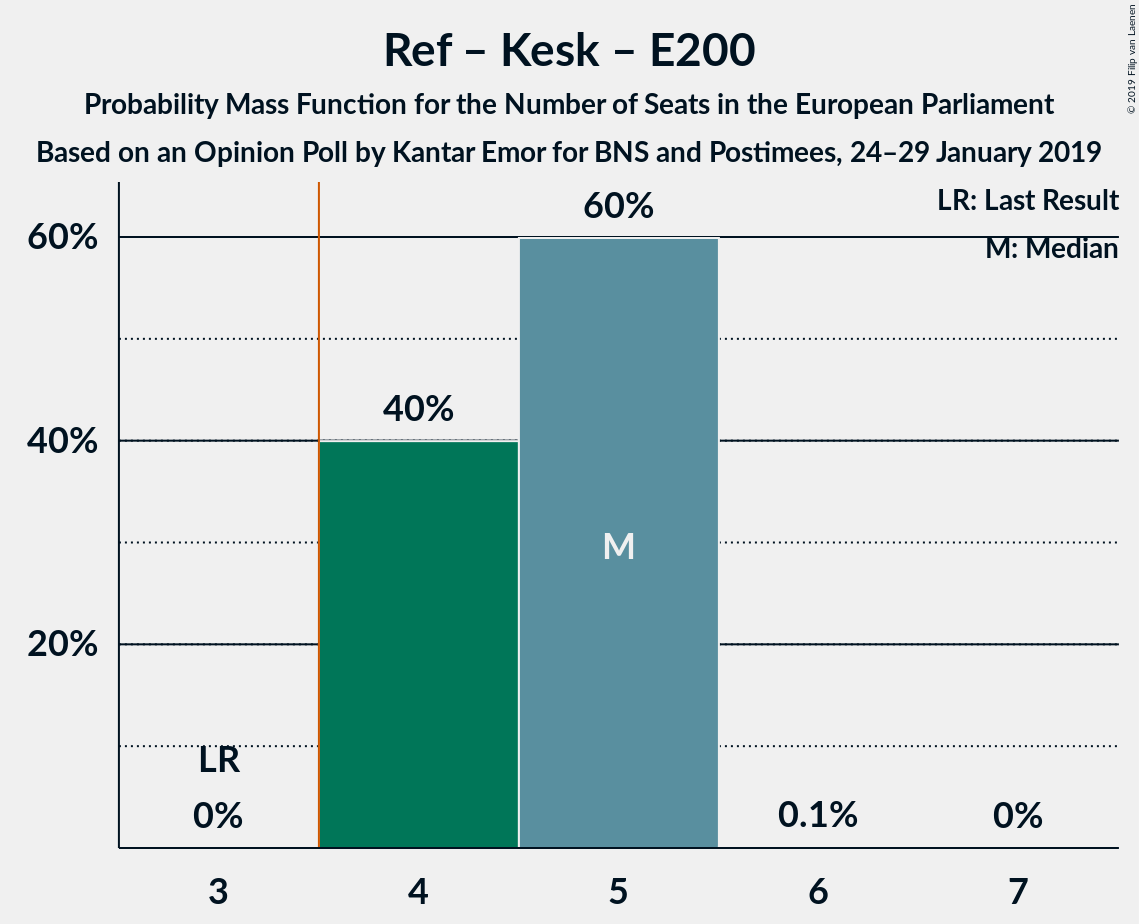 Ref – Kesk – E200
Probability Mass Function for the Number of Seats in the European Parliament
Based on an Opinion Poll by Kantar Emor for BNS and Postimees, 24–29 January 2019
© 2019 Filip van Laenen
LR: Last Result
M: Median
60%
40%
20%
60%
40%
M
LR
0%
0.1%
0%
3
4
5
6
7